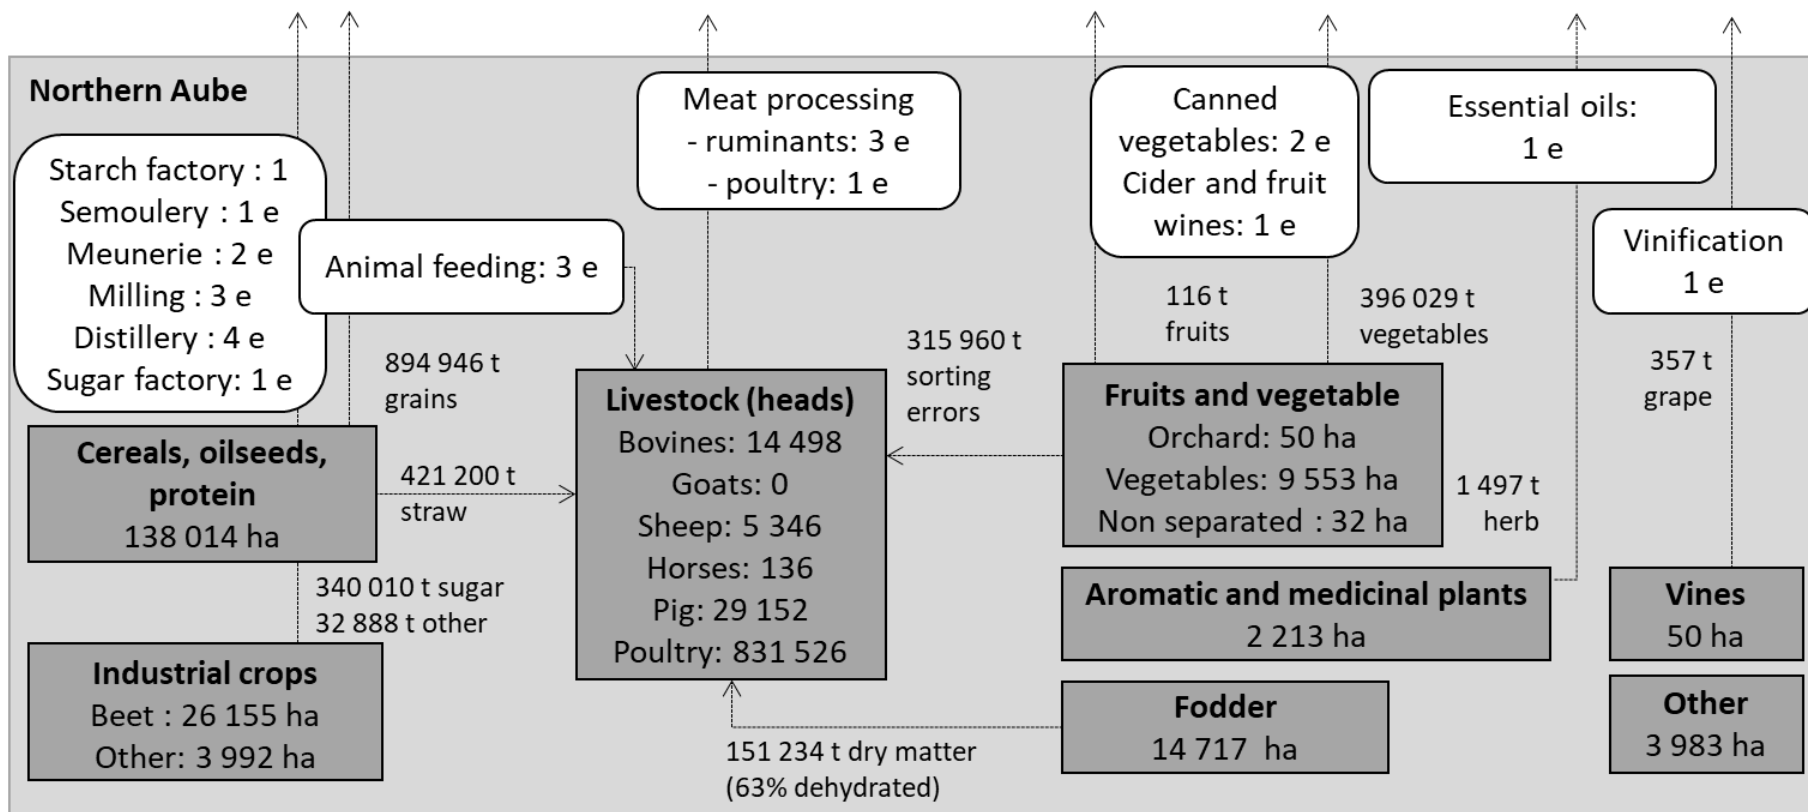 Northern Aube
Starch factory : 1
Semoulery : 1 e
Meunerie : 2 e
Milling : 3 e
Distillery : 4 e
Sugar factory: 1 e
Animal feeding: 3 e
Meat processing
- ruminants: 3 e
- poultry: 1 e
Canned
vegetables: 2 e
Cider and fruit
wines: 1 e
Essential oils:
1 e
Vinification
1 e
894 946 t
grains
315 960 t
sorting
errors
116 t
fruits
396 029 t
vegetables
357 t
grape
Cereals, oilseeds,
protein
138 014 ha
421 200 t
straw
Livestock (heads)
Bovines: 14 498
Goats: 0
Sheep: 5 346
Horses: 136
Pig: 29 152
Poultry: 831 526
Fruits and vegetable
Orchard: 50 ha
Vegetables: 9 553 ha
Non separated : 32 ha
1 497 t
herb
340 010 t sugar
32 888 t other
Industrial crops
Beet : 26 155 ha
Other: 3 992 ha
Aromatic and medicinal plants
2 213 ha
Vines
50 ha
151 234 t dry matter
(63% dehydrated)
Fodder
14 717 ha
Other
3 983 ha